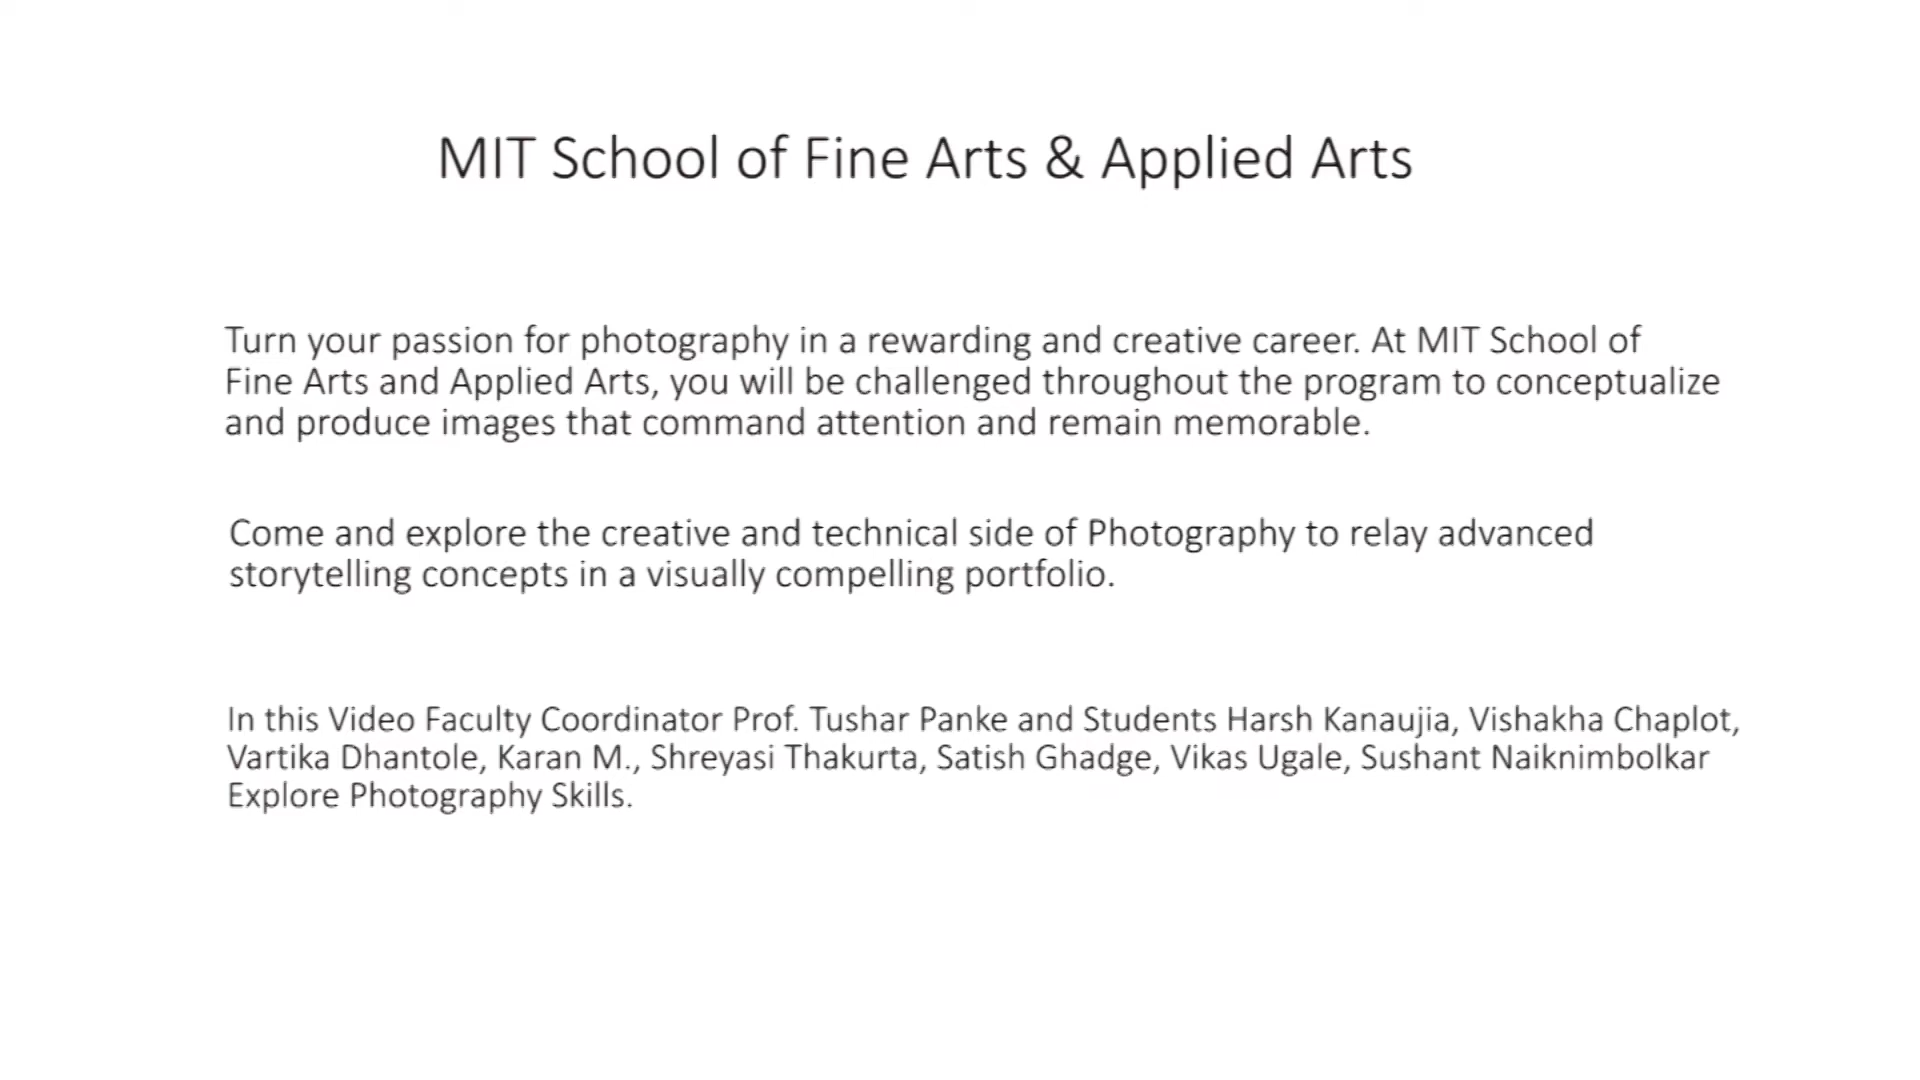 MIT School of Fine Arts & Applied Arts
Turn your passion for photography in a rewarding and creative career. At MIT School of
Fine Arts and Applied Arts, you will be challenged throughout the program to conceptualize
and produce images that command attention and remain memorable.
Come and explore the creative and technical side of Photography to relay advanced
storytelling concepts in a visually compelling portfolio.
In this Video Faculty Coordinator Prof. Tushar Panke and Students Harsh Kanaujia, Vishakha Chaplot,
Vartika Dhantole, Karan M., Shreyasi Thakurta, Satish Ghadge, Vikas Ugale, Sushant Naiknimbolkar
Explore Photography Skills.